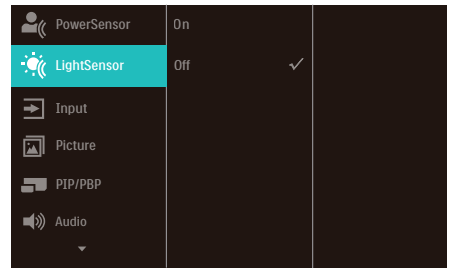 PowerSensor On
LightSensor Off
Input
Picture
PIP/PBP
Audio